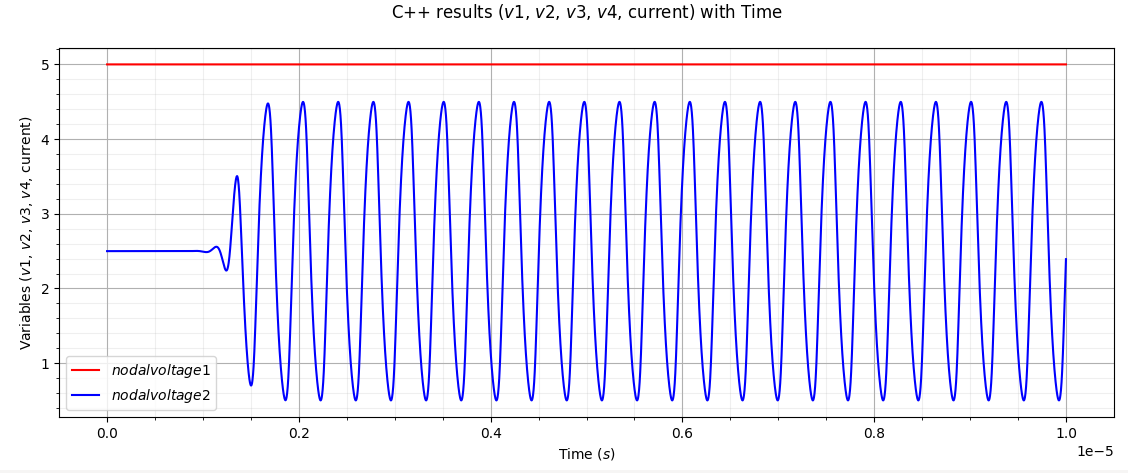 C++ results (v1, v2, v3, v4, current) with Time
Variables (v1, v2, v3, v4, current)
5
4
3
2
1
nodalvoltage1
nodalvoltage2
0.0 0.2 0.4 0.6 0.8 1.0
Time (s)
1e−5